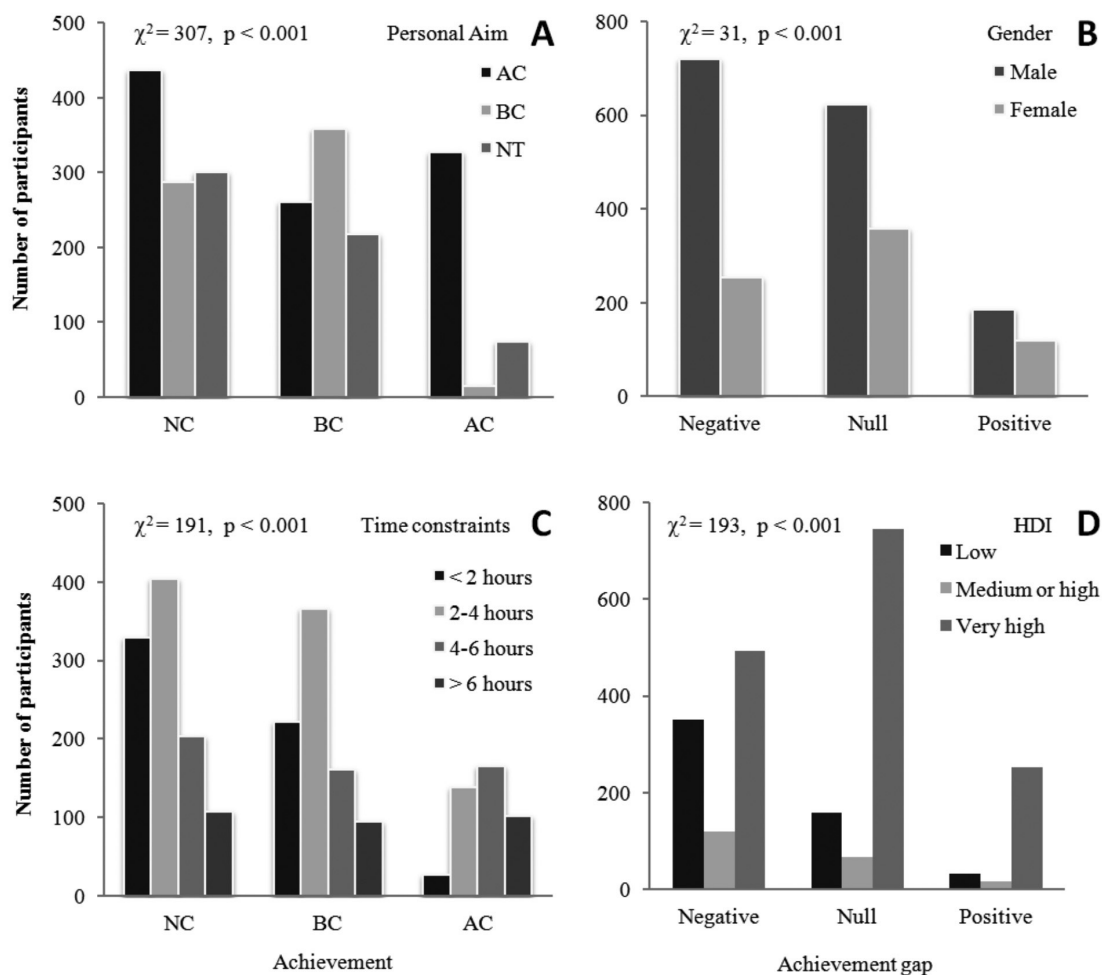 χ² = 307, p < 0.001
Personal Aim
A
AC
BC
NT
Number of participants
500
400
300
200
100
0
NC
BC
AC
χ² = 31, p < 0.001
Gender
B
Male
Female
800
600
400
200
0
Negative
Null
Positive
χ² = 191, p < 0.001
Time constraints
C
< 2 hours
2-4 hours
4-6 hours
> 6 hours
Number of participants
500
400
300
200
100
0
NC
BC
AC
Achievement
χ² = 193, p < 0.001
HDI
D
Low
Medium or high
Very high
800
600
400
200
0
Negative
Null
Positive
Achievement gap